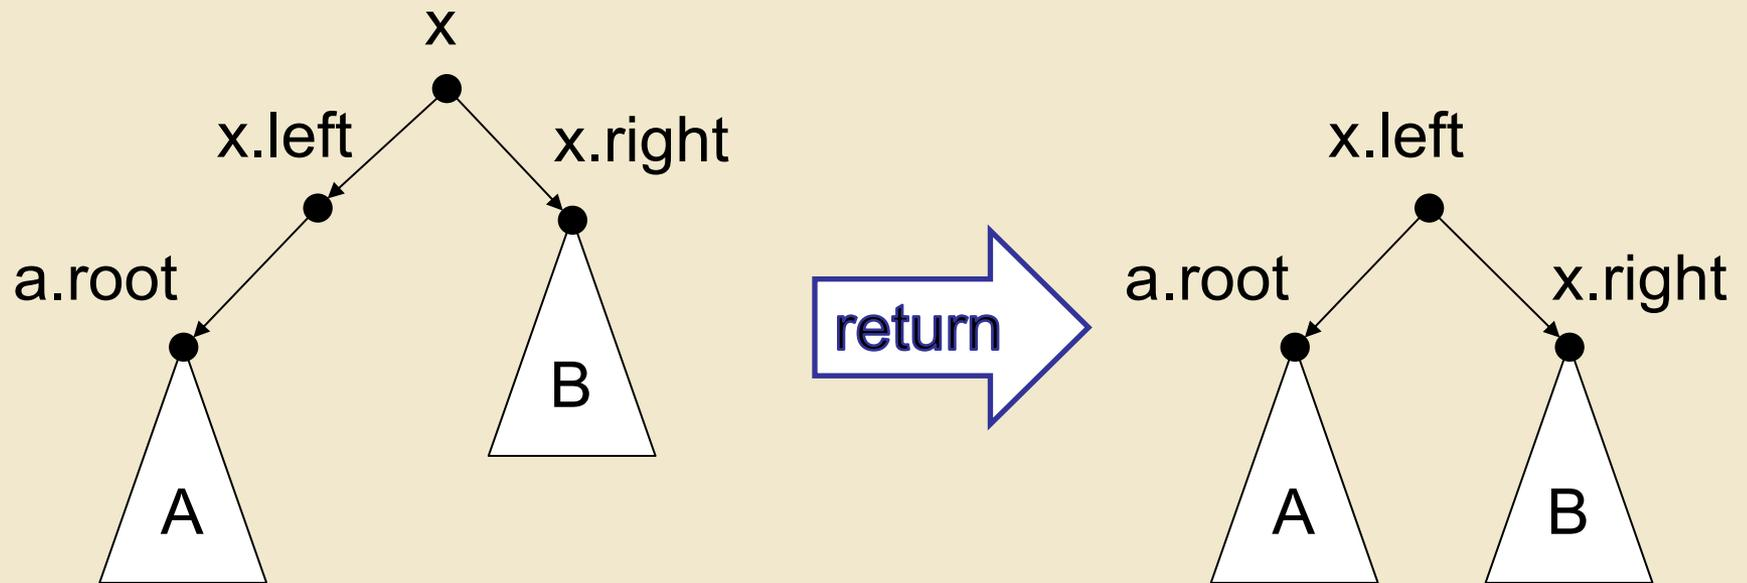 x
x.left
x.right
x.left
a.root
a.root
x.right
return
B
A
A
B